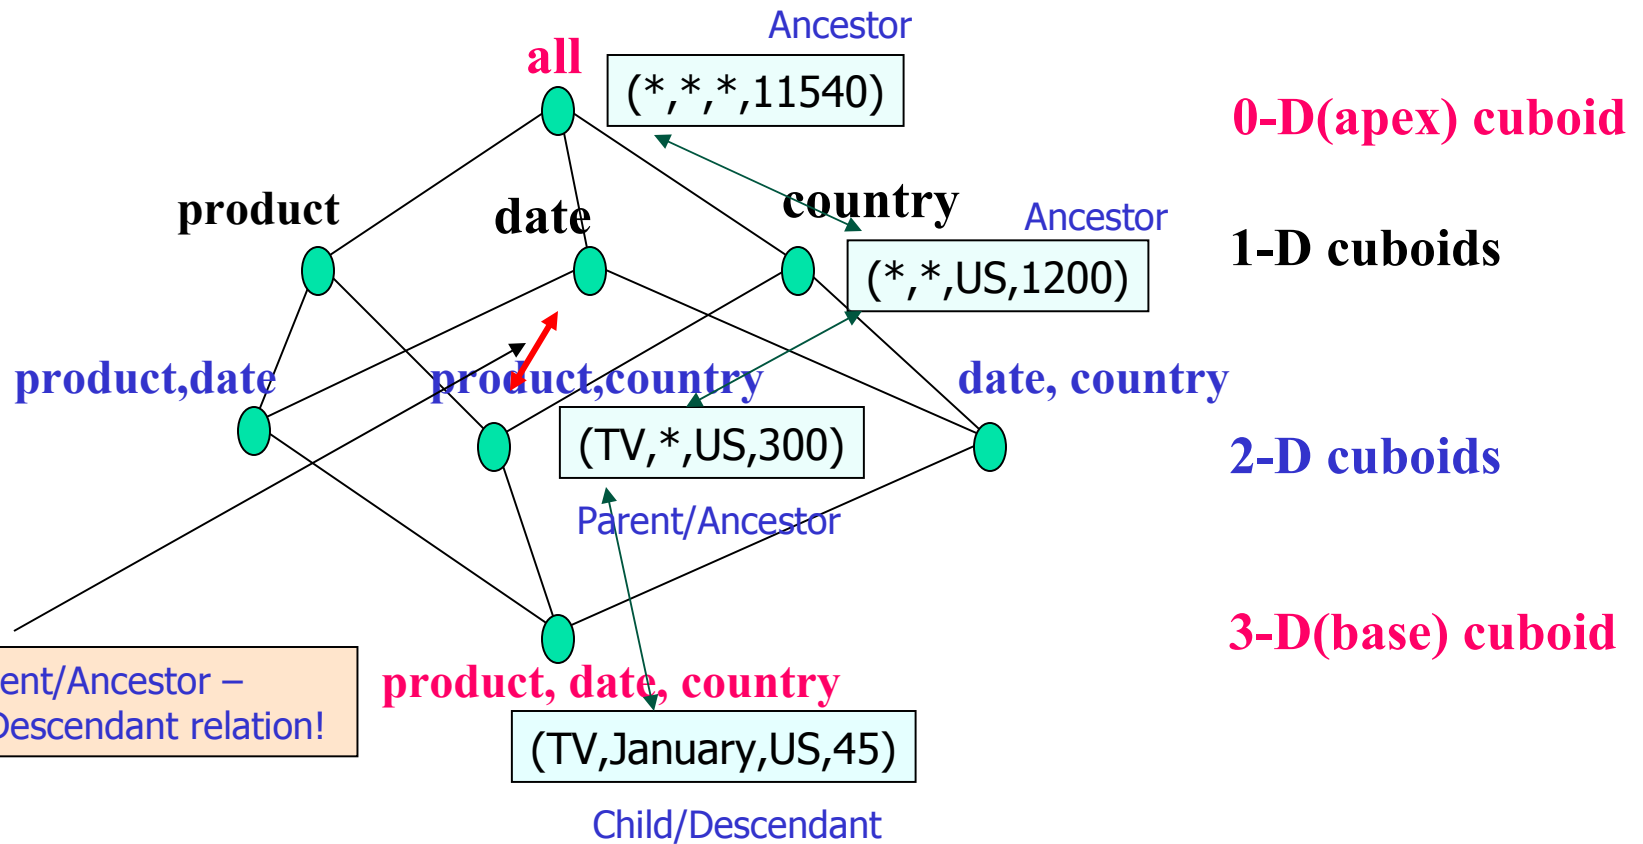 Ancestor
all
(*,*,*,11540)
0-D(apex) cuboid
product
date
country
Ancestor
1-D cuboids
(*,*,US,1200)
product,date
product,country
date, country
(TV,*,US,300)
2-D cuboids
Parent/Ancestor
3-D(base) cuboid
ent/Ancestor –
Descendant relation!
product, date, country
(TV,January,US,45)
Child/Descendant